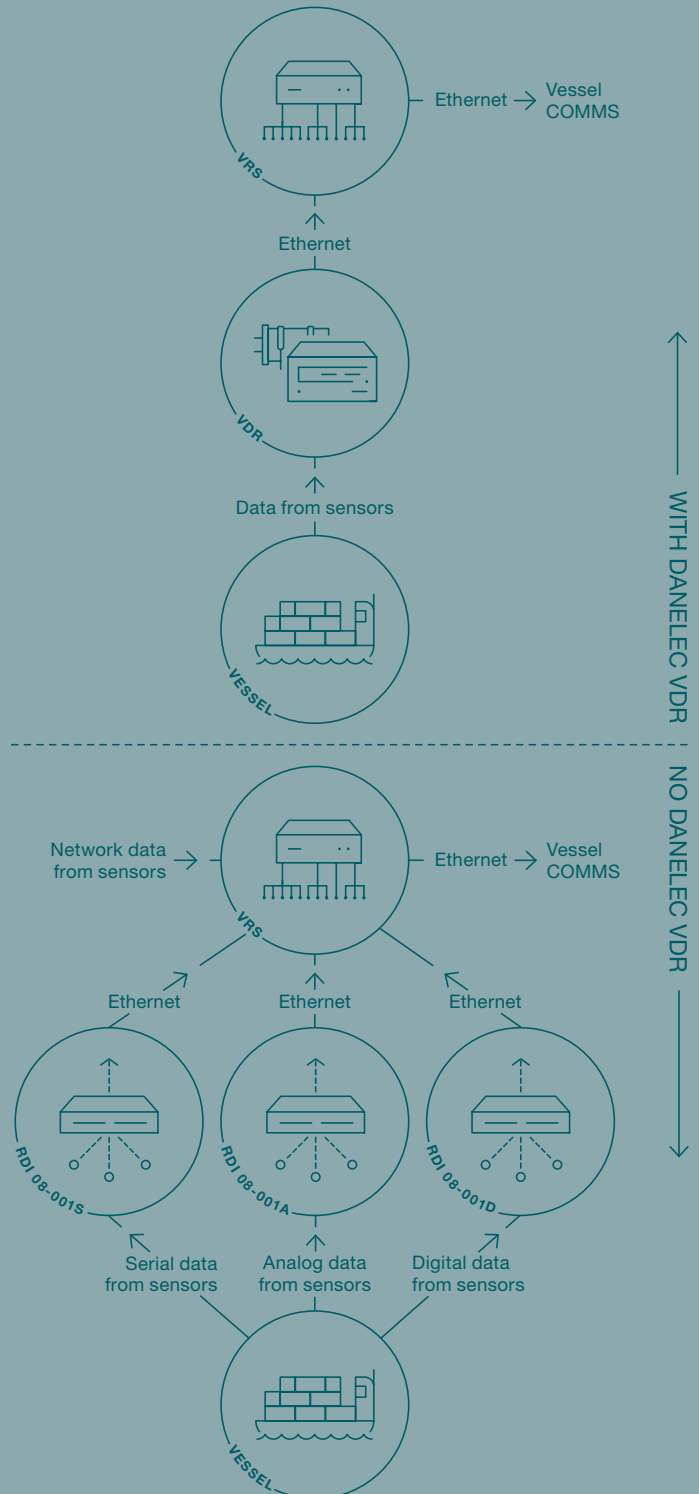 Ethernet
Vessel
COMMS
VRS
Ethernet
VDR
Data from sensors
VESSEL
WITH DANELEC VDR
NO DANELEC VDR
Network data
from sensors
Ethernet
Vessel
COMMS
VRS
Ethernet
Ethernet
Ethernet
RDI 08-001S
RDI 08-001A
RDI 08-001D
Serial data
from sensors
Analog data
from sensors
Digital data
from sensors
VESSEL